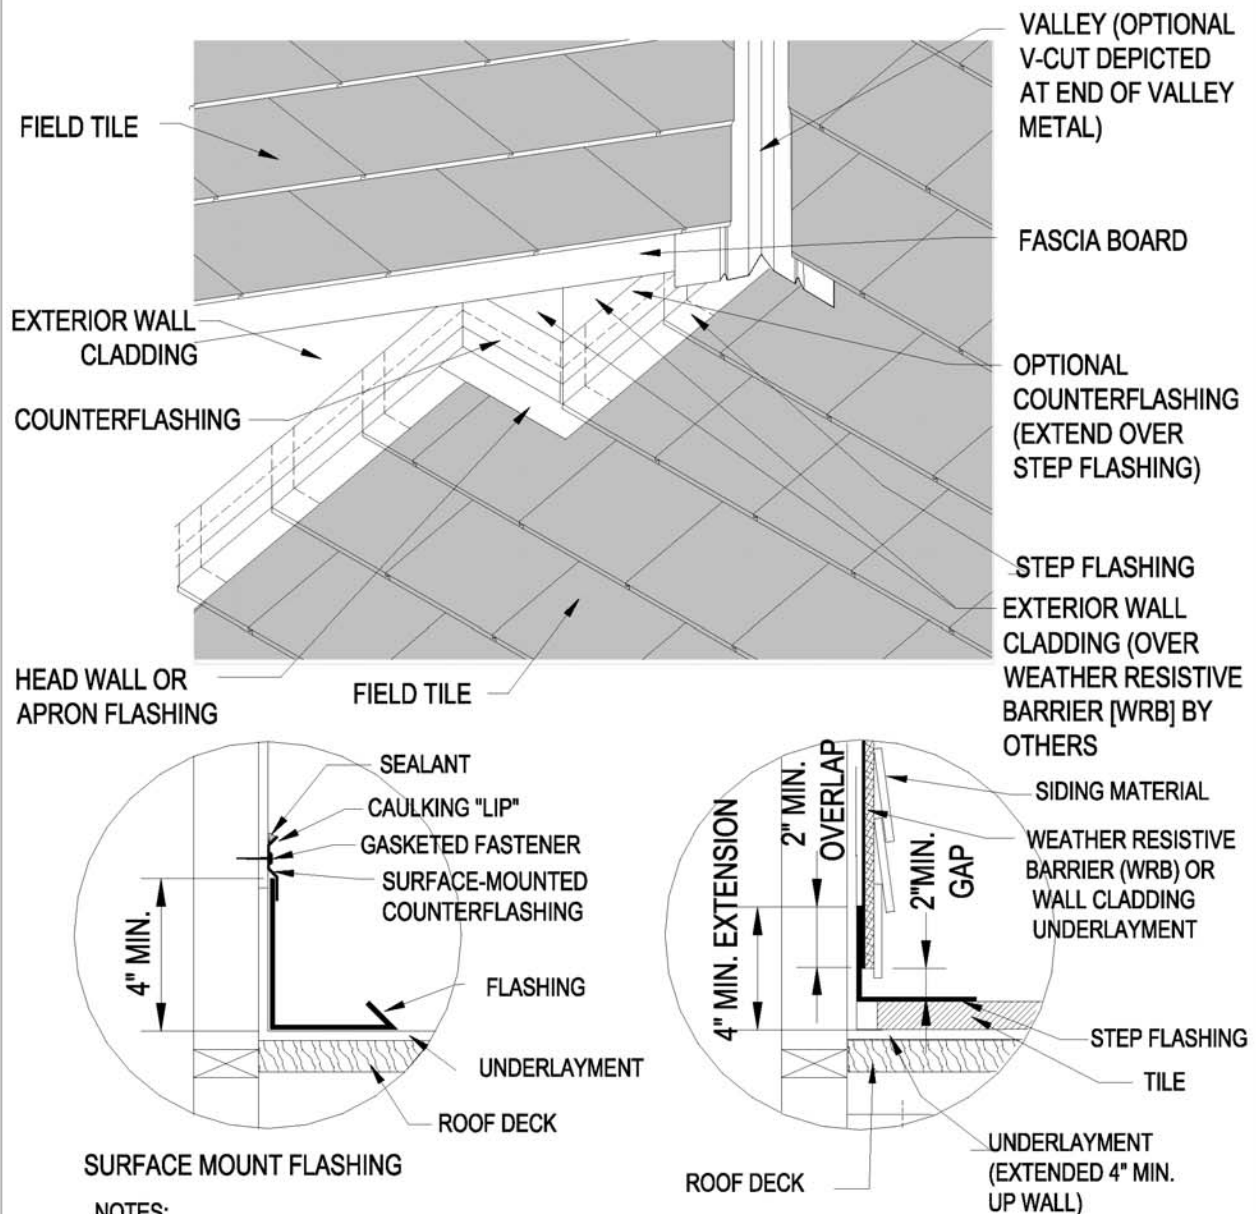 VALLEY (OPTIONAL
V-CUT DEPICTED
AT END OF VALLEY
METAL)
FIELD TILE
FASCIA BOARD
EXTERIOR WALL
CLADDING
COUNTERFLASHING
OPTIONAL
COUNTERFLASHING
(EXTEND OVER
STEP FLASHING)
STEP FLASHING
EXTERIOR WALL
CLADDING (OVER
WEATHER RESISTIVE
BARRIER [WRB] BY
OTHERS
HEAD WALL OR
APRON FLASHING
FIELD TILE
SEALANT
CAULKING "LIP"
GASKETED FASTENER
SURFACE-MOUNTED
COUNTERFLASHING
4" MIN.
FLASHING
UNDERLAYMENT
ROOF DECK
SURFACE MOUNT FLASHING
4" MIN. EXTENSION
2" MIN.
OVERLAP
2"MIN.
GAP
SIDING MATERIAL
WEATHER RESISTIVE
BARRIER (WRB) OR
WALL CLADDING
UNDERLAYMENT
STEP FLASHING
TILE
UNDERLAYMENT
(EXTENDED 4" MIN.
UP WALL)
ROOF DECK
NOTES: